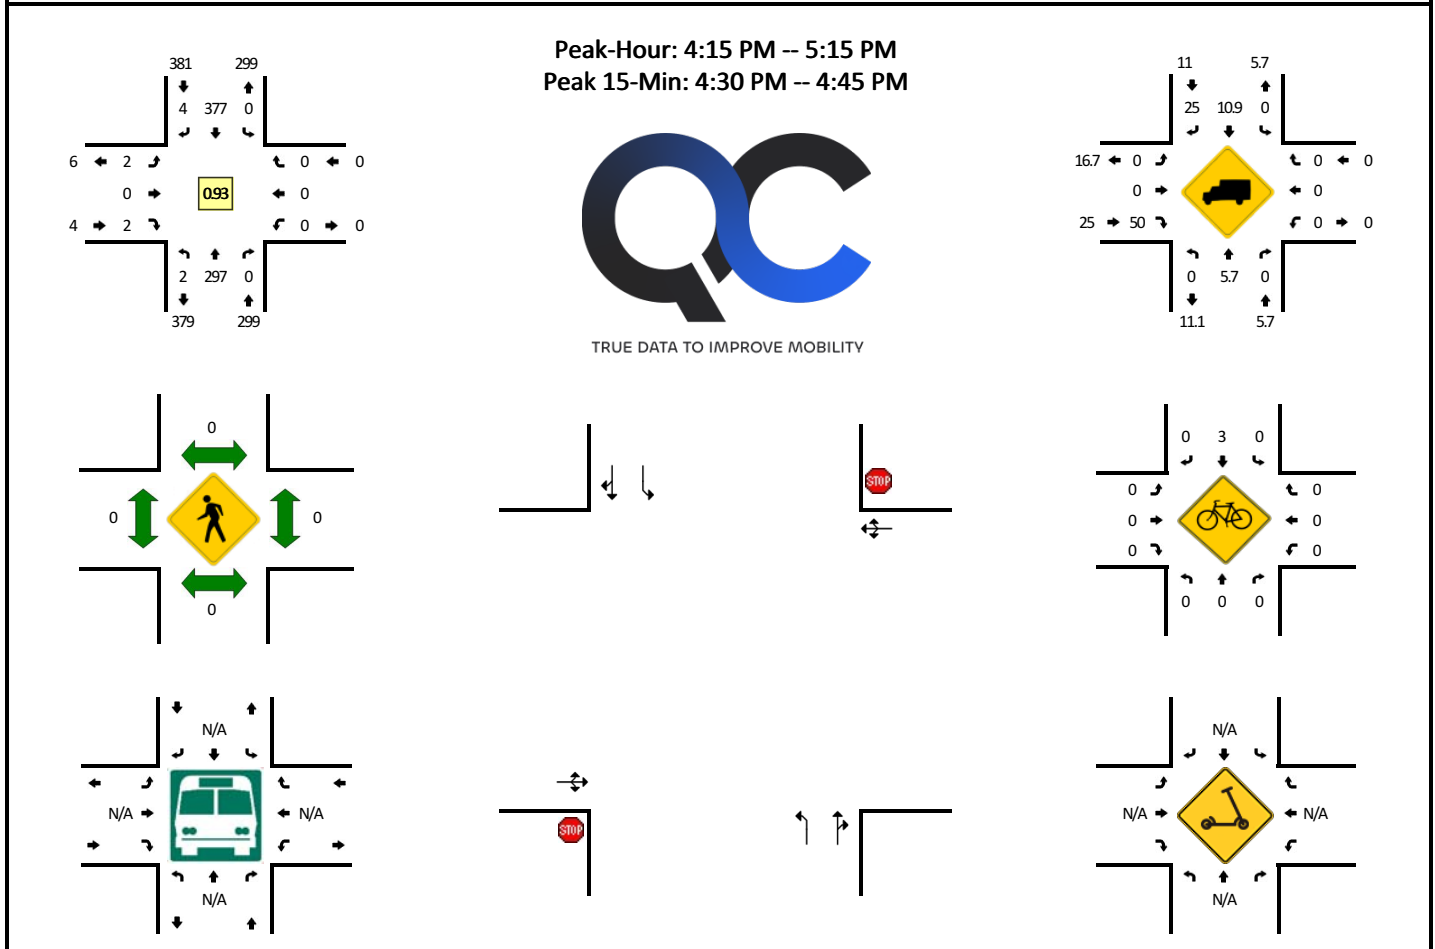 Peak-Hour: 4:15 PM -- 5:15 PM
Peak 15-Min: 4:30 PM -- 4:45 PM
381 299
4 377 0
6 2 0 0
0 0.93 0
4 2 0 0
2 297 0
379 299
QC
TRUE DATA TO IMPROVE MOBILITY
11 5.7
25 10.9 0
16.7 0 0 0
0 0
25 50 0 0
0 5.7 0
11.1 5.7
0
0 0
0
STOP
STOP
0 3 0
0 0
0 0
0 0
0 0 0
N/A
N/A N/A
N/A
N/A
N/A N/A
N/A